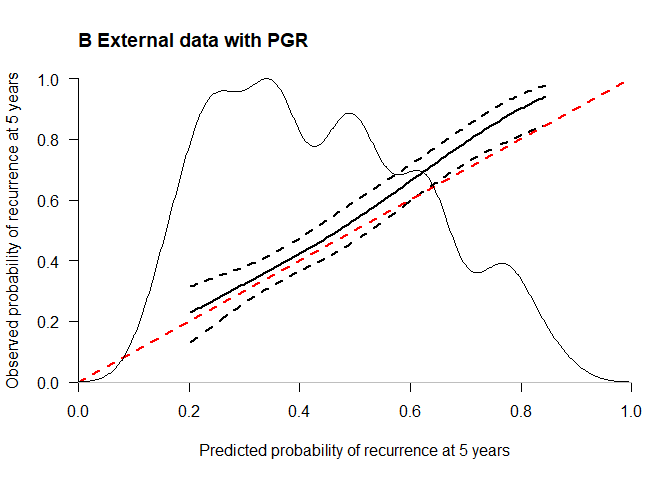 B External data with PGR
Observed probability of recurrence at 5 years
1.0
0.8
0.6
0.4
0.2
0.0
0.0 0.2 0.4 0.6 0.8 1.0
Predicted probability of recurrence at 5 years